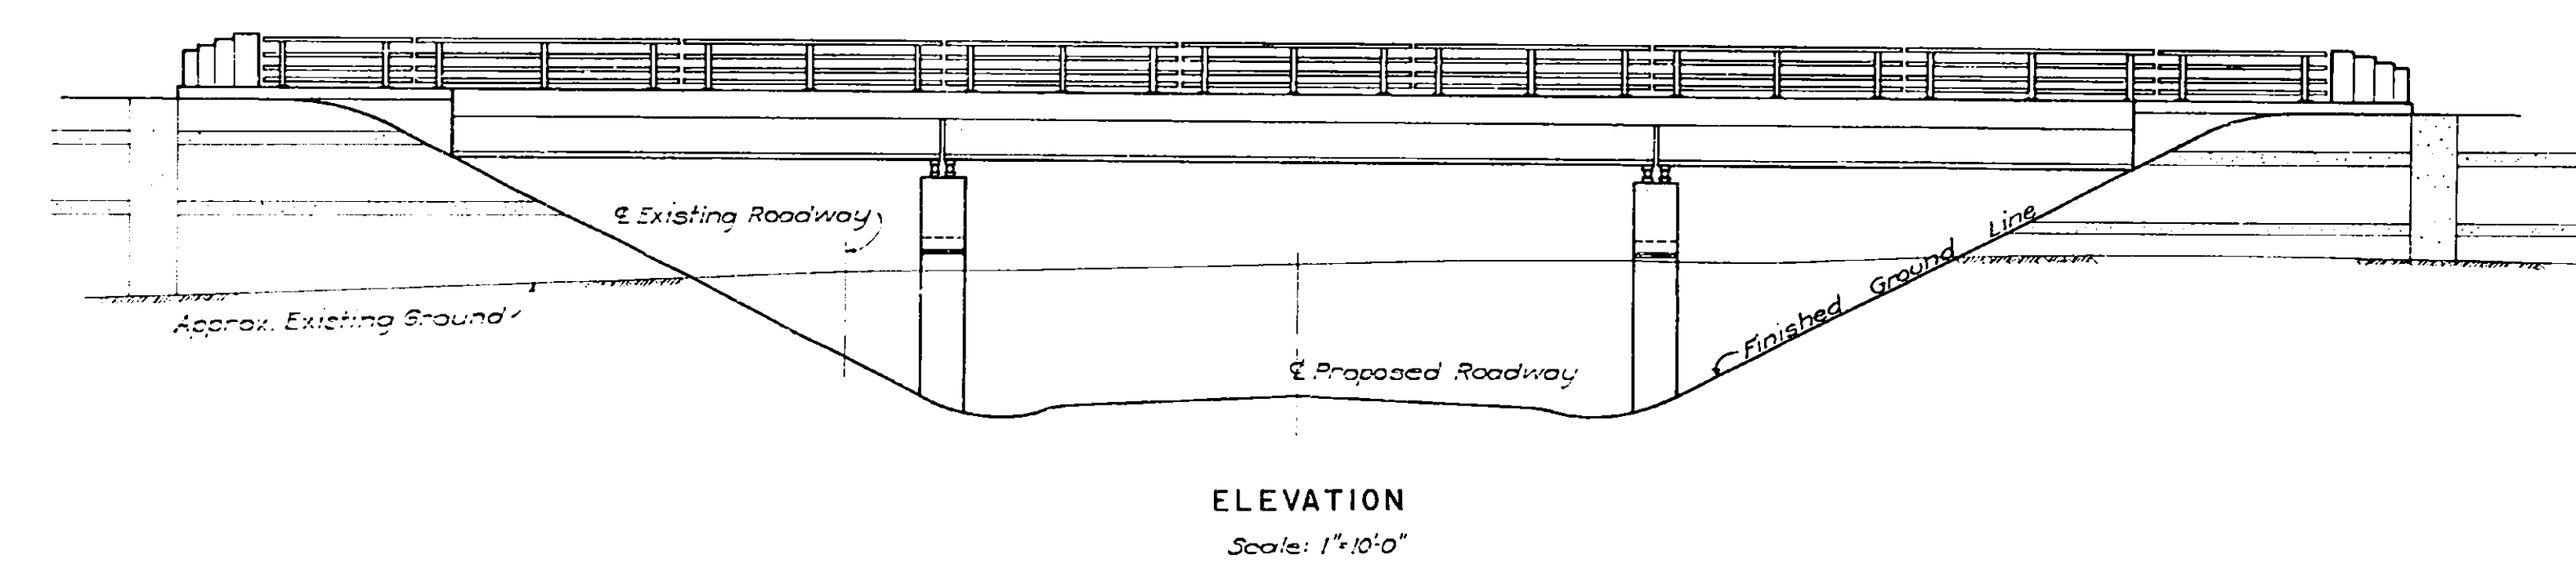 ℄ Existing Roadway
Approx. Existing Ground
Finished Ground Line
℄ Proposed Roadway
ELEVATION
Scale: 1"=10'-0"